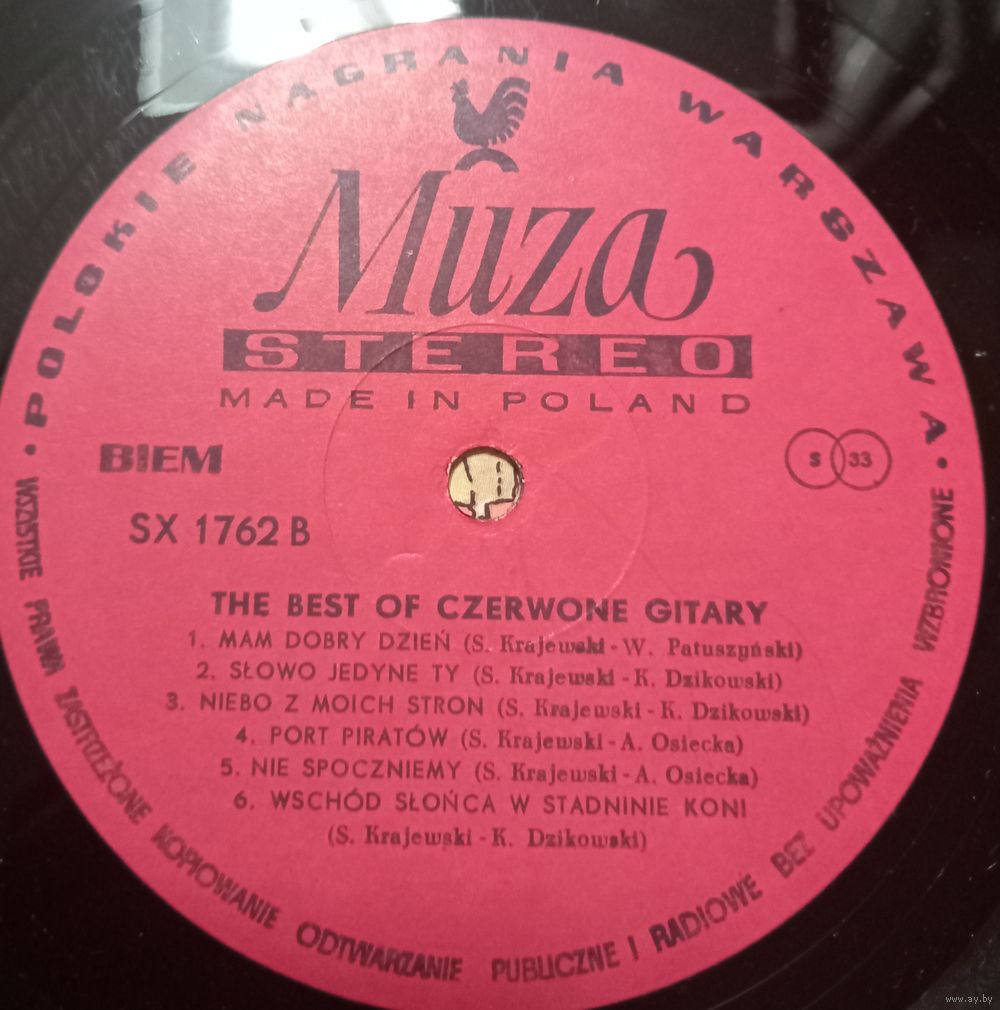 • POLSKIE NAGRANIA WARSZAWA •
Muza
STEREO
MADE IN POLAND
BIEM
S 33
SX 1762 B
THE BEST OF CZERWONE GITARY
1. MAM DOBRY DZIEŃ (S. Krajewski - W. Patuszyński)
2. SŁOWO JEDYNE TY (S. Krajewski - K. Dzikowski)
3. NIEBO Z MOICH STRON (S. Krajewski - K. Dzikowski)
4. PORT PIRATÓW (S. Krajewski - A. Osiecka)
5. NIE SPOCZNIEMY (S. Krajewski - A. Osiecka)
6. WSCHÓD SŁOŃCA W STADNINIE KONI
(S. Krajewski - K. Dzikowski)
WSZYSTKIE PRAWA ZASTRZEŻONE KOPIOWANIE ODTWARZANIE PUBLICZNE I RADIOWE BEZ UPOWAŻNIENIA WZBRONIONE
www.ay.by